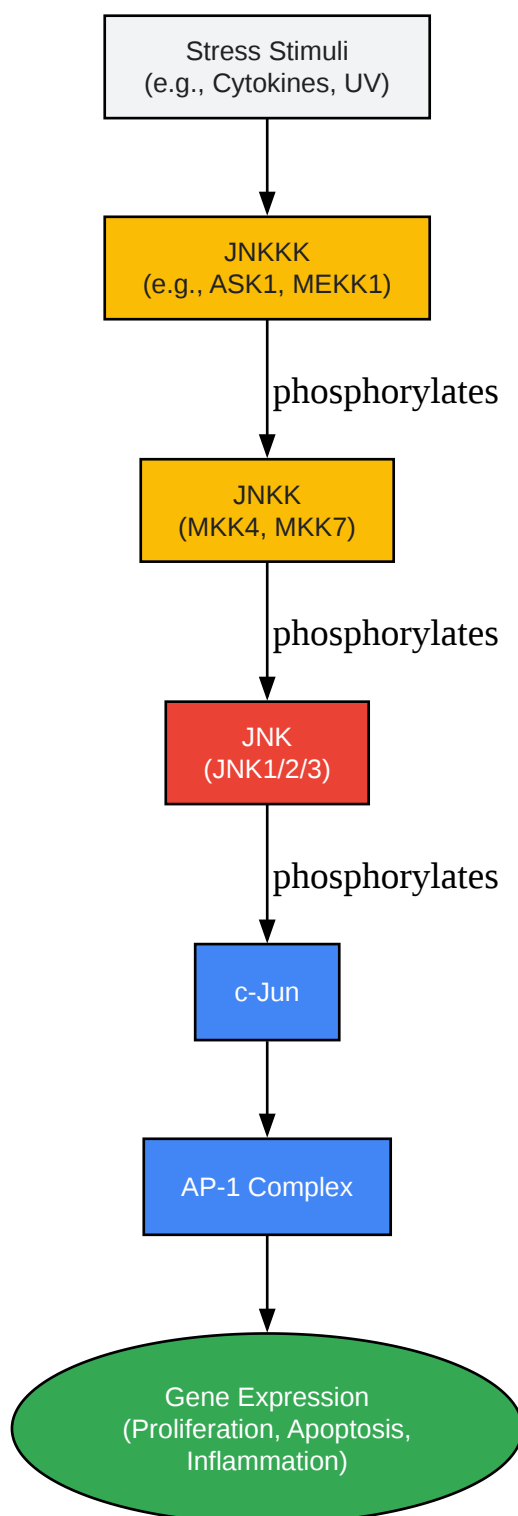 Stress Stimuli
(e.g., Cytokines, UV)
JNKKK
(e.g., ASK1, MEKK1)
phosphorylates
JNKK
(MKK4, MKK7)
phosphorylates
JNK
(JNK1/2/3)
phosphorylates
c-Jun
AP-1 Complex
Gene Expression
(Proliferation, Apoptosis,
Inflammation)